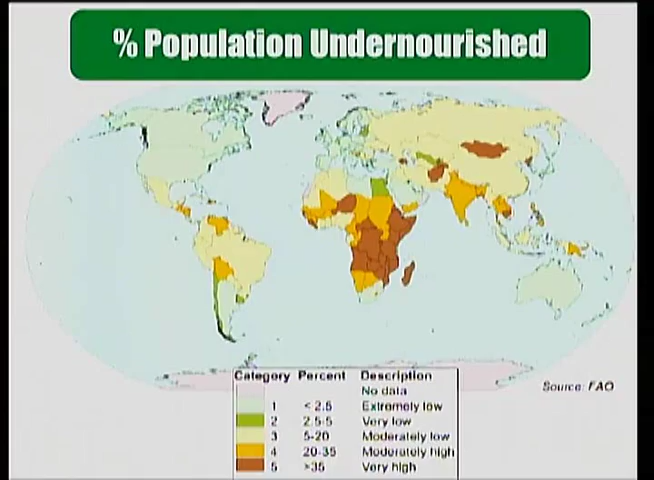 % Population Undernourished
Category Percent Description
No data
1 < 2.5 Extremely low
2 2.5-5 Very low
3 5-20 Moderately low
4 20-35 Moderately high
5 >35 Very high
Source: FAO